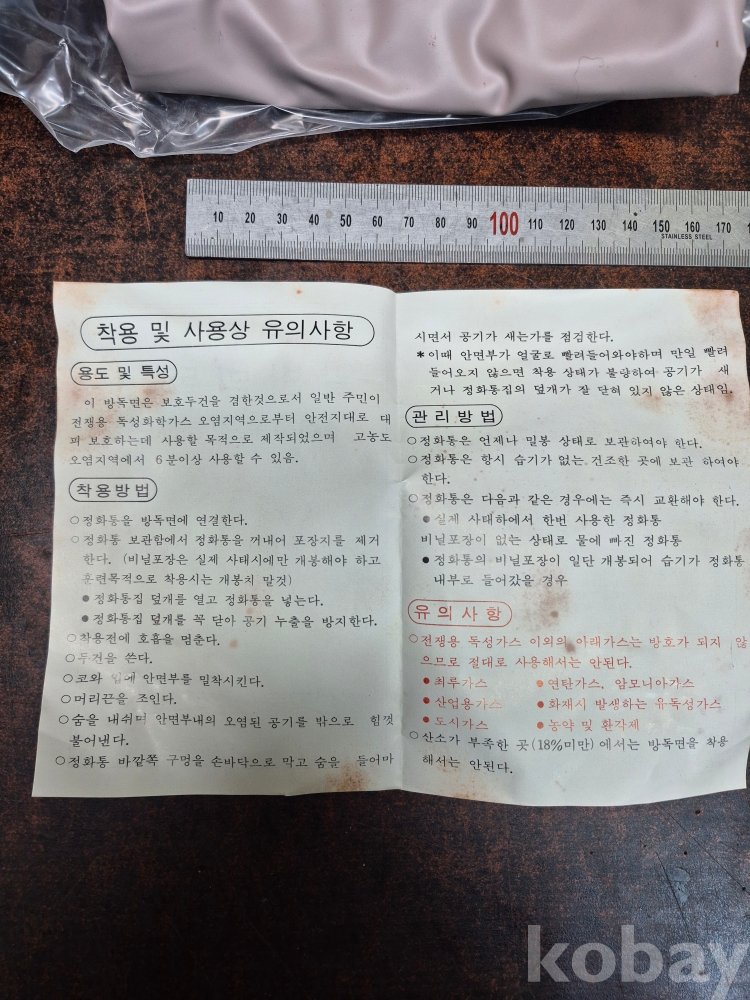 10 20 30 40 50 60 70 80 90 100 110 120 130 140 150 160 170
STAINLESS STEEL
착용 및 사용상 유의사항
용도 및 특성
이 방독면은 보호두건을 겸한것으로서 일반 주민이
전쟁용 독성화학가스 오염지역으로부터 안전지대로 대
피 보호하는데 사용할 목적으로 제작되었으며 고농도
오염지역에서 6분이상 사용할 수 있음.
착용방법
○정화통을 방독면에 연결한다.
○정화통 보관함에서 정화통을 꺼내어 포장지를 제거
한다. (비닐포장은 실제 사태시에만 개봉해야 하고
훈련목적으로 착용시는 개봉치 말것)
●정화통집 덮개를 열고 정화통을 넣는다.
●정화통집 덮개를 꼭 닫아 공기 누출을 방지한다.
○착용전에 호흡을 멈춘다.
○두건을 쓴다.
○코와 입에 안면부를 밀착시킨다.
○머리끈을 조인다.
○숨을 내쉬며 안면부내의 오염된 공기를 밖으로 힘껏
불어낸다.
○정화통 바깥쪽 구멍을 손바닥으로 막고 숨을 들어마
시면서 공기가 새는가를 점검한다.
*이때 안면부가 얼굴로 빨려들어와야하며 만일 빨려
들어오지 않으면 착용 상태가 불량하여 공기가 새
거나 정화통집의 덮개가 잘 닫혀 있지 않은 상태임.
관리방법
○정화통은 언제나 밀봉 상태로 보관하여야 한다.
○정화통은 항시 습기가 없는 건조한 곳에 보관 하여야
한다.
○정화통은 다음과 같은 경우에는 즉시 교환해야 한다.
●실제 사태하에서 한번 사용한 정화통
비닐포장이 없는 상태로 물에 빠진 정화통
●정화통의 비닐포장이 일단 개봉되어 습기가 정화통
내부로 들어갔을 경우
유의사항
○전쟁용 독성가스 이외의 아래가스는 방호가 되지 않
으므로 절대로 사용해서는 안된다.
●최루가스 ●연탄가스, 암모니아가스
●산업용가스 ●화재시 발생하는 유독성가스
●도시가스 ●농약 및 환각제
○산소가 부족한 곳(18%미만)에서는 방독면을 착용
해서는 안된다.
kobay